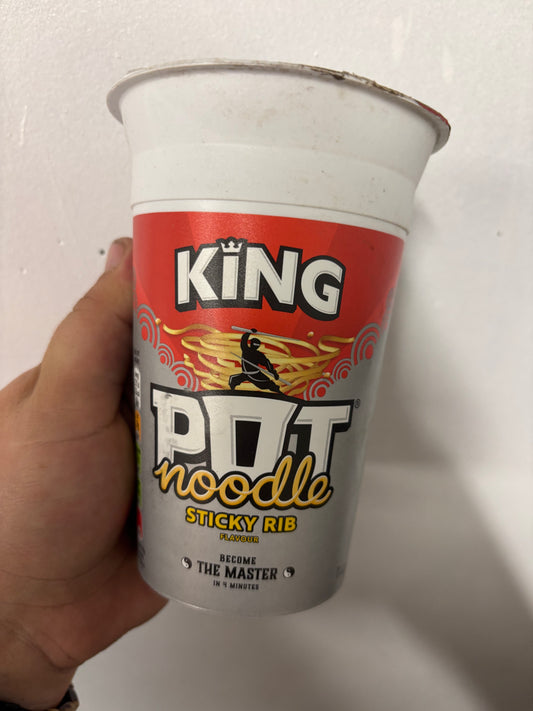 KiNG
POT®
noodle
STICKY RIB
FLAVOUR
BECOME
THE MASTER
IN 4 MINUTES